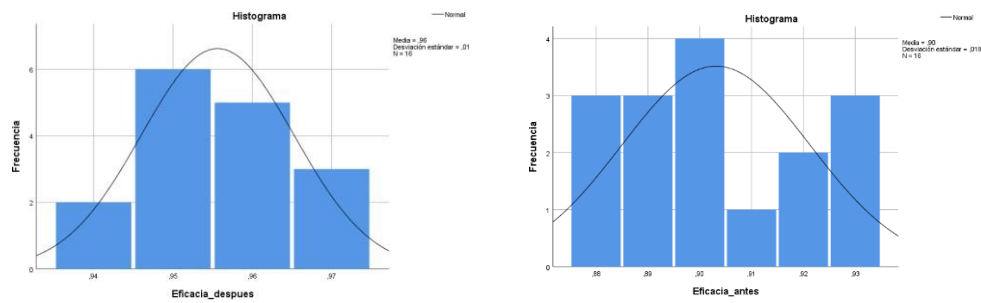 Histograma
Normal
Media = ,96
Desviación estándar = ,01
N = 16
Frecuencia
6
4
2
0
,94 ,95 ,96 ,97
Eficacia_despues
Histograma
Normal
Media = ,90
Desviación estándar = ,018
N = 16
Frecuencia
4
3
2
1
0
,88 ,89 ,90 ,91 ,92 ,93
Eficacia_antes